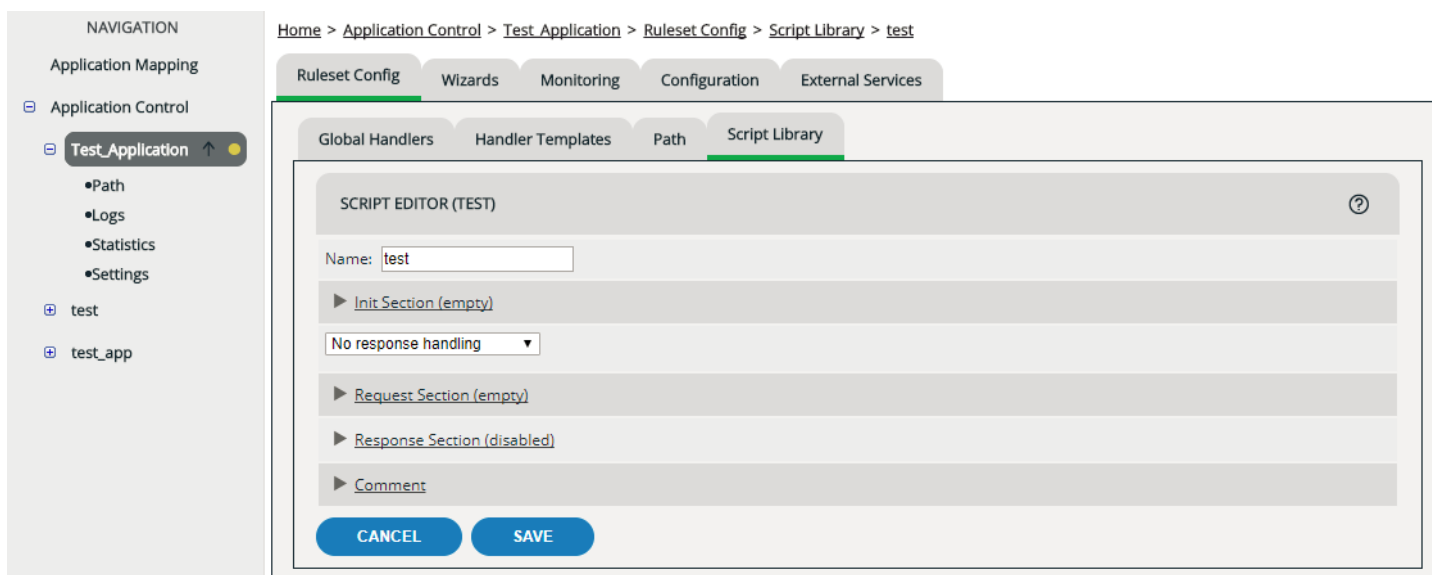 NAVIGATION
Application Mapping
Application Control
Test_Application
Path
Logs
Statistics
Settings
test
test_app
Home > Application Control > Test_Application > Ruleset Config > Script Library > test
Ruleset Config Wizards Monitoring Configuration External Services
Global Handlers Handler Templates Path Script Library
SCRIPT EDITOR (TEST)
Name: test
Init Section (empty)
No response handling
Request Section (empty)
Response Section (disabled)
Comment
CANCEL SAVE